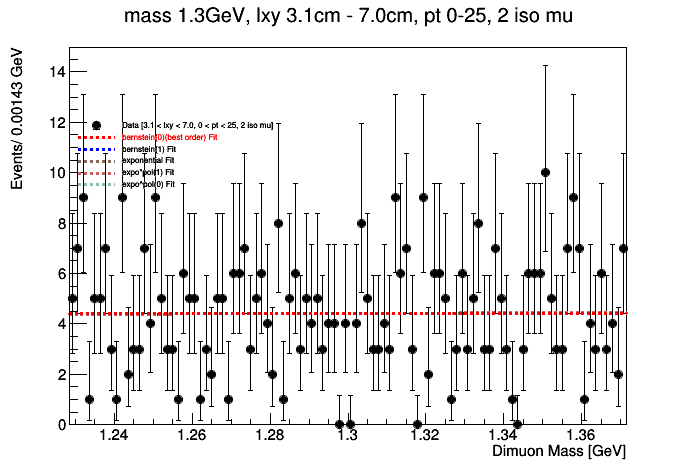 mass 1.3GeV, lxy 3.1cm - 7.0cm, pt 0-25, 2 iso mu
Events/ 0.00143 GeV
14
12
10
8
6
4
2
0
Data [3.1 < lxy < 7.0, 0 < pt < 25, 2 iso mu]
bernstein[0](best order) Fit
bernstein(1) Fit
exponential Fit
expo*pol(1) Fit
expo*pol(0) Fit
1.24 1.26 1.28 1.3 1.32 1.34 1.36
Dimuon Mass [GeV]